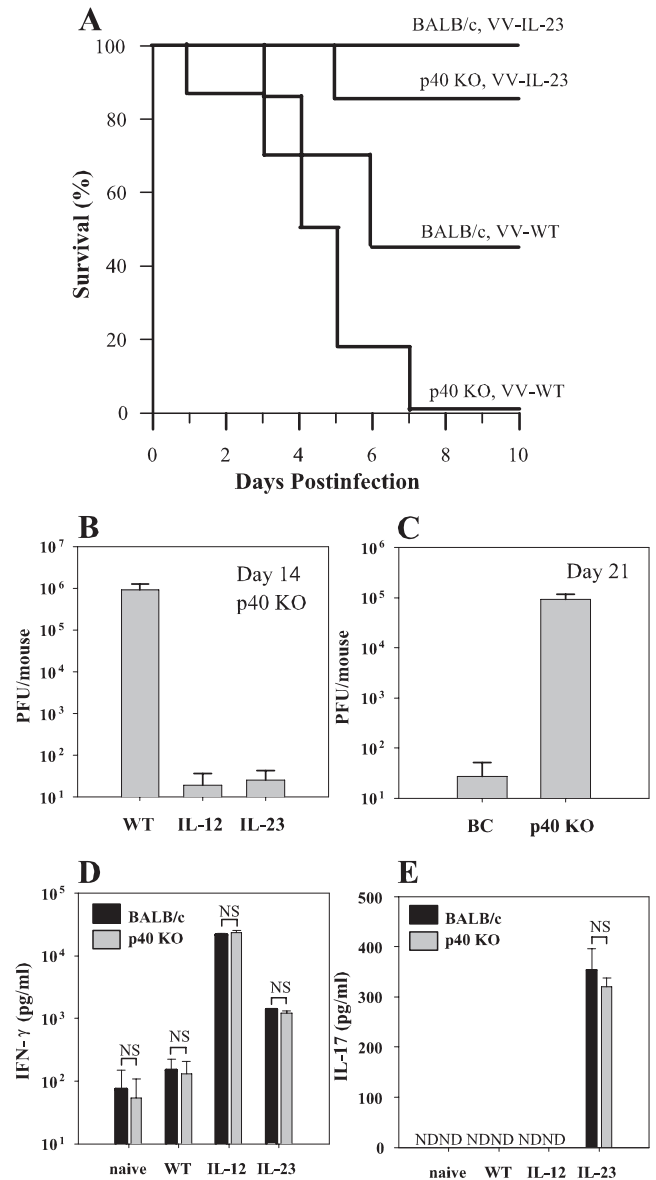 A
BALB/c, VV-IL-23
p40 KO, VV-IL-23
BALB/c, VV-WT
p40 KO, VV-WT
Survival (%)
100
80
60
40
20
0
0 2 4 6 8 10
Days Postinfection
B
Day 14
p40 KO
PFU/mouse
10^7
10^6
10^5
10^4
10^3
10^2
10^1
WT IL-12 IL-23
C
Day 21
PFU/mouse
10^6
10^5
10^4
10^3
10^2
10^1
BC p40 KO
D
BALB/c
p40 KO
IFN- γ (pg/ml)
10^5
10^4
10^3
10^2
10^1
NS NS NS NS
naive WT IL-12 IL-23
E
BALB/c
p40 KO
IL-17 (pg/ml)
500
400
300
200
100
0
NS
NDND NDND NDND
naive WT IL-12 IL-23